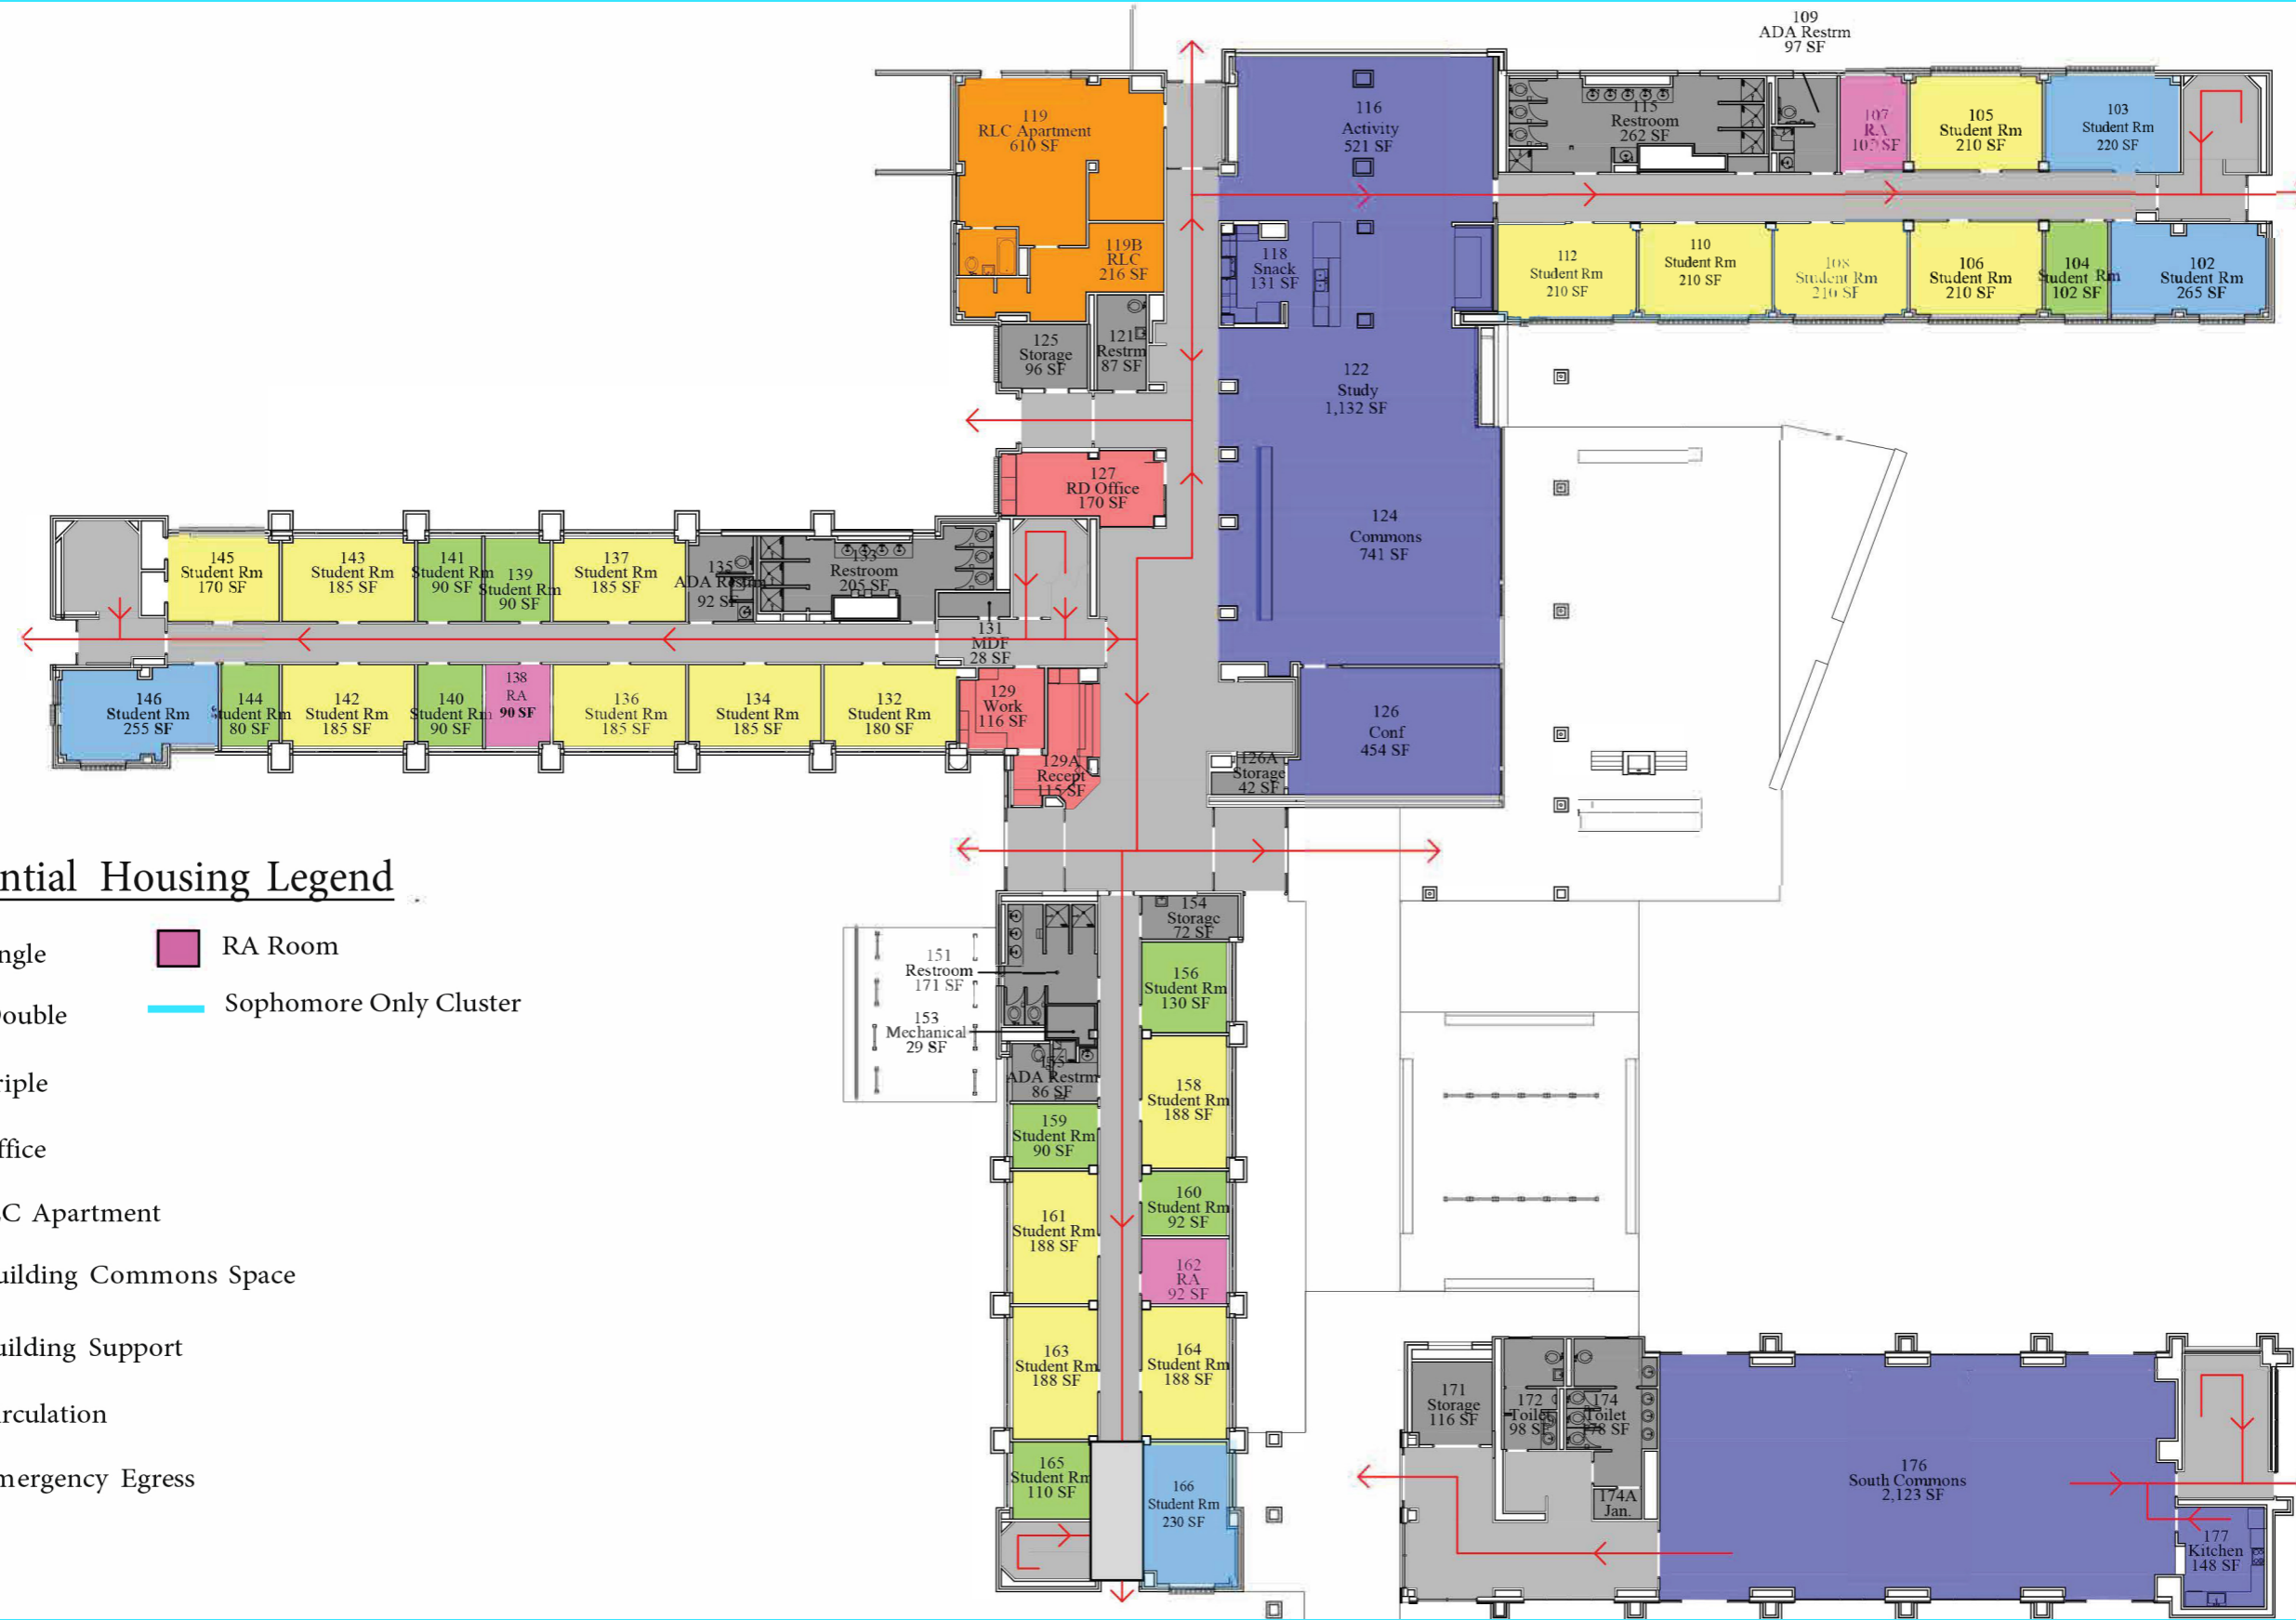 109
ADA Restrm
97 SF
119
RLC Apartment
610 SF
116
Activity
521 SF
115
Restroom
262 SF
107
RA
105 SF
105
Student Rm
210 SF
103
Student Rm
220 SF
119B
RLC
216 SF
118
Snack
131 SF
112
Student Rm
210 SF
110
Student Rm
210 SF
108
Student Rm
210 SF
106
Student Rm
210 SF
104
Student Rm
102 SF
102
Student Rm
265 SF
125
Storage
96 SF
121
Restrm
87 SF
122
Study
1,132 SF
127
RD Office
170 SF
124
Commons
741 SF
145
Student Rm
170 SF
143
Student Rm
185 SF
141
Student Rm
90 SF
139
Student Rm
90 SF
137
Student Rm
185 SF
135
ADA Restrm
92 SF
133
Restroom
205 SF
131
MDF
28 SF
146
Student Rm
255 SF
144
tudent Rm
80 SF
142
Student Rm
185 SF
140
Student Rm
90 SF
138
RA
90 SF
136
Student Rm
185 SF
134
Student Rm
185 SF
132
Student Rm
180 SF
129
Work
116 SF
129A
Recept
115 SF
126
Conf
454 SF
126A
Storage
42 SF
ntial Housing Legend
ngle
RA Room
Double
Sophomore Only Cluster
riple
ffice
LC Apartment
uilding Commons Space
uilding Support
irculation
mergency Egress
154
Storage
72 SF
151
Restroom
171 SF
156
Student Rm
130 SF
153
Mechanical
29 SF
155
ADA Restrm
86 SF
158
Student Rm
188 SF
159
Student Rm
90 SF
160
Student Rm
92 SF
161
Student Rm
188 SF
162
RA
92 SF
163
Student Rm
188 SF
164
Student Rm
188 SF
165
Student Rm
110 SF
166
Student Rm
230 SF
171
Storage
116 SF
172
Toilet
98 SF
174
Toilet
178 SF
174A
Jan.
176
South Commons
2,123 SF
177
Kitchen
148 SF